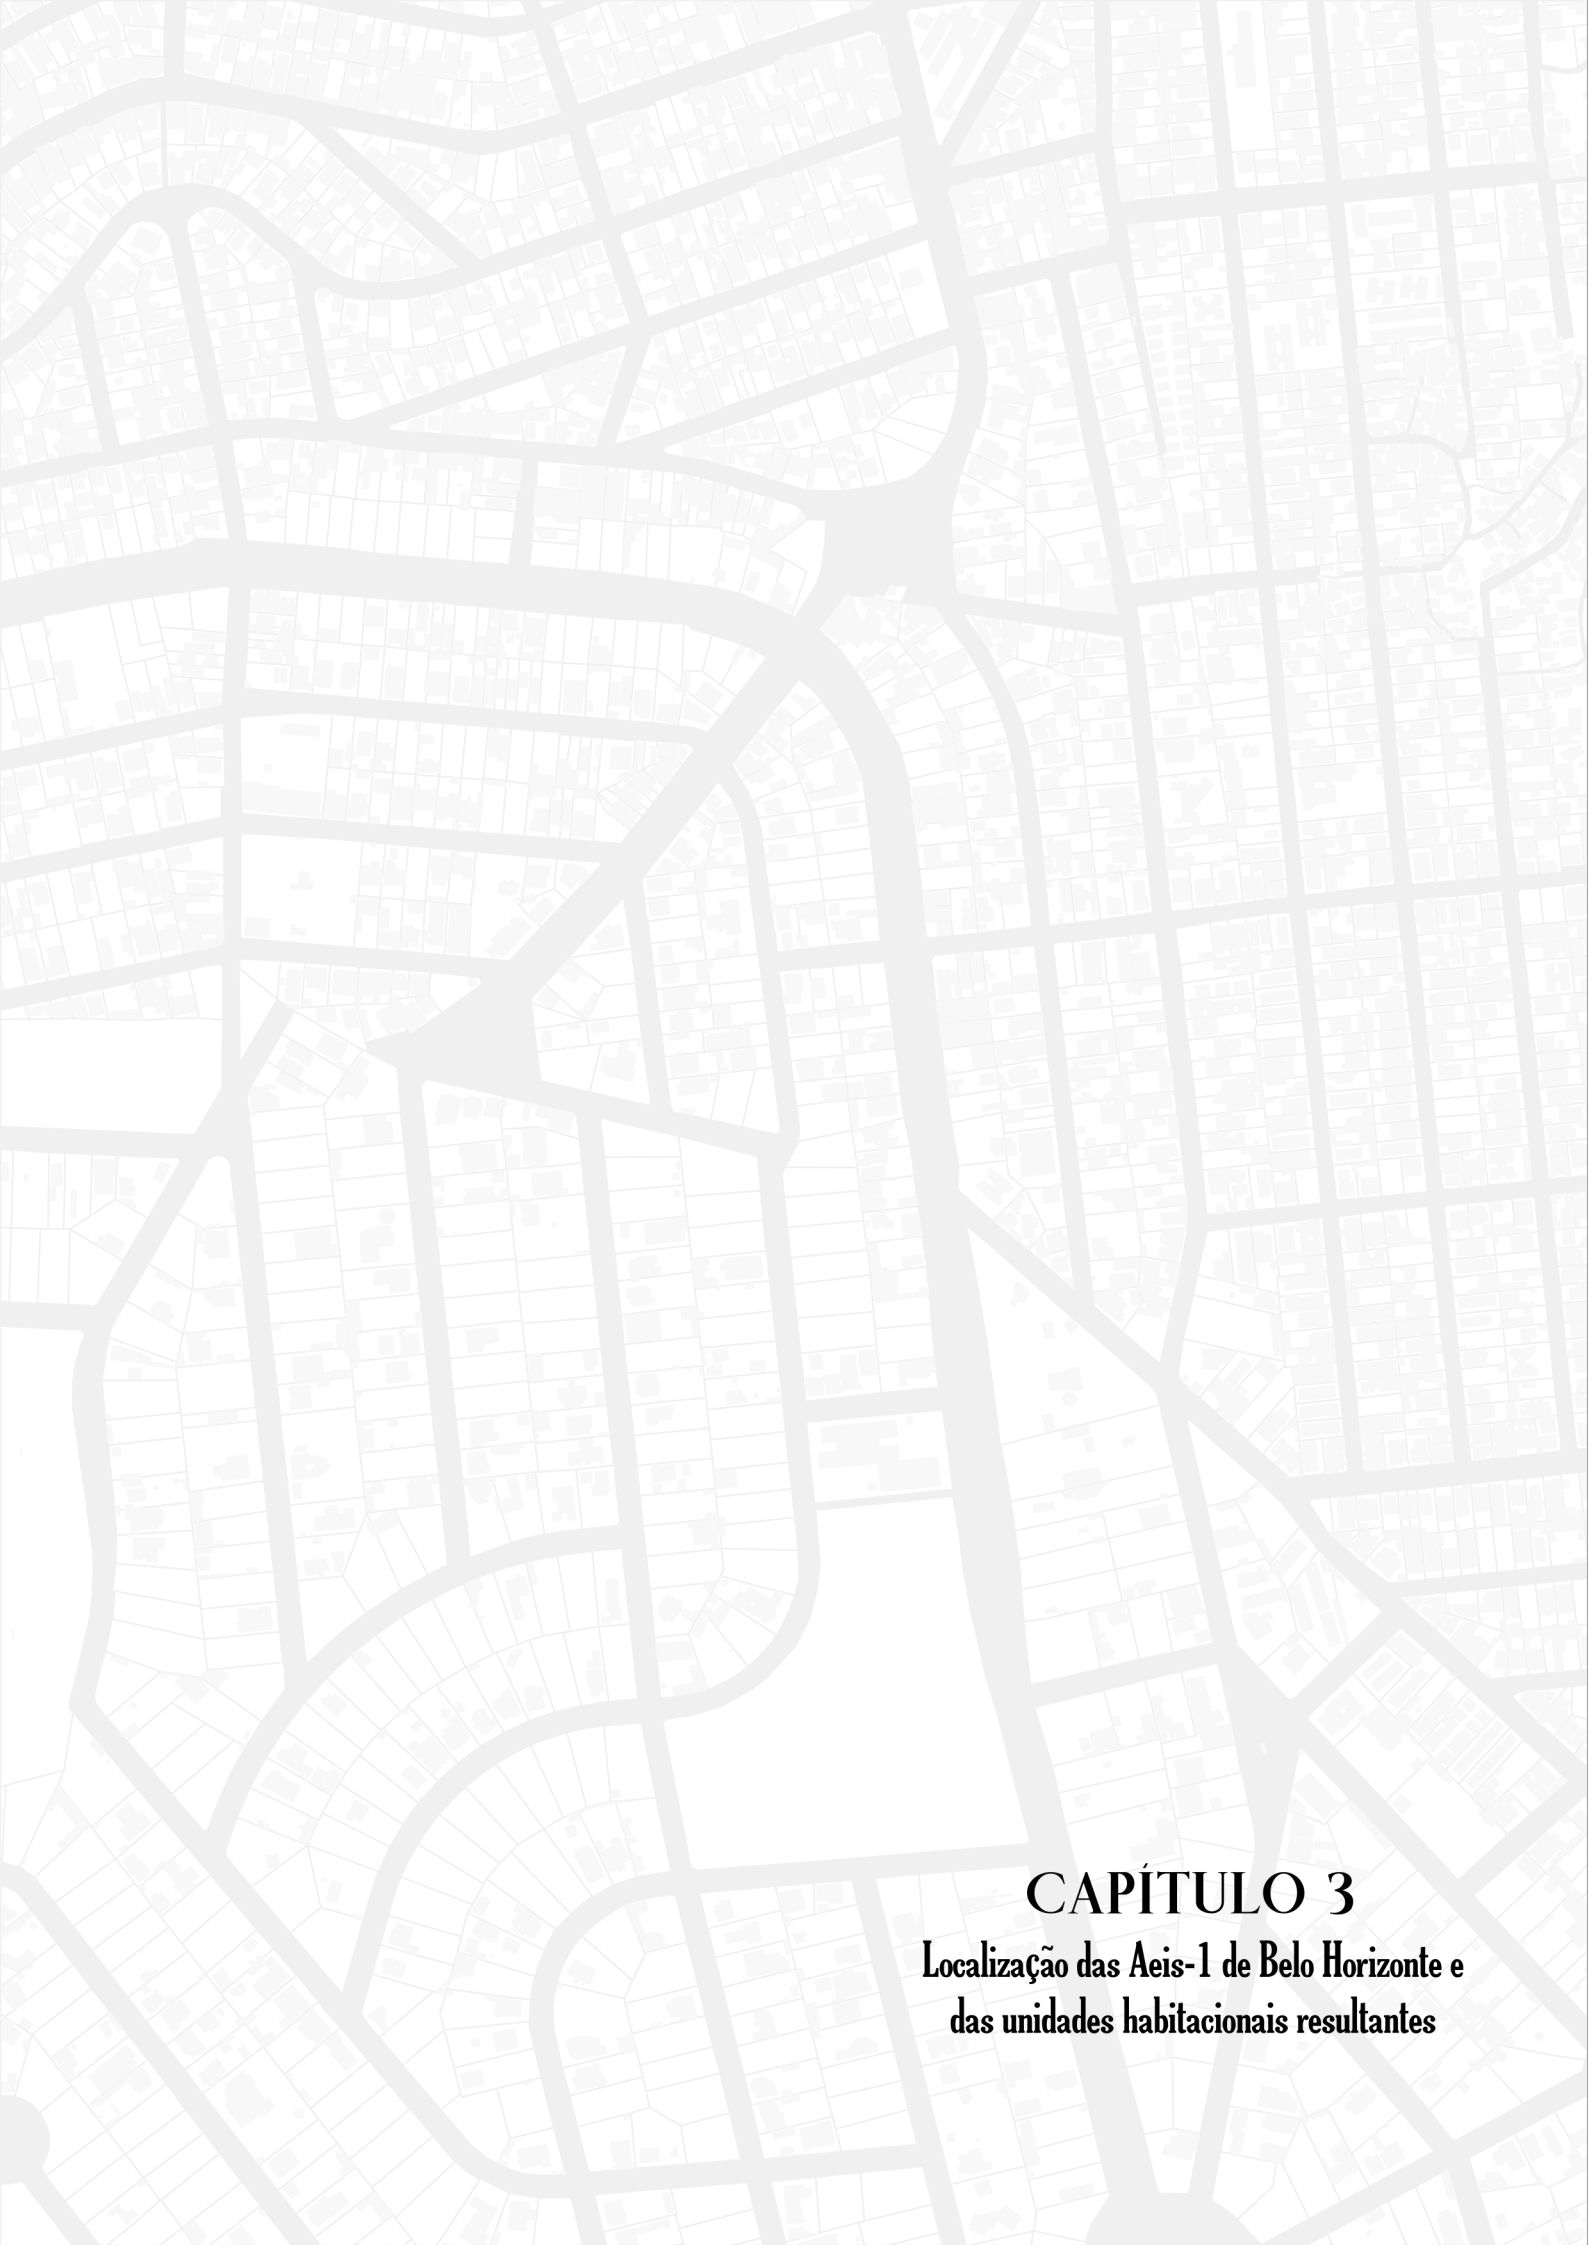 CAPÍTULO 3
Localização das Aeis-1 de Belo Horizonte e
das unidades habitacionais resultantes